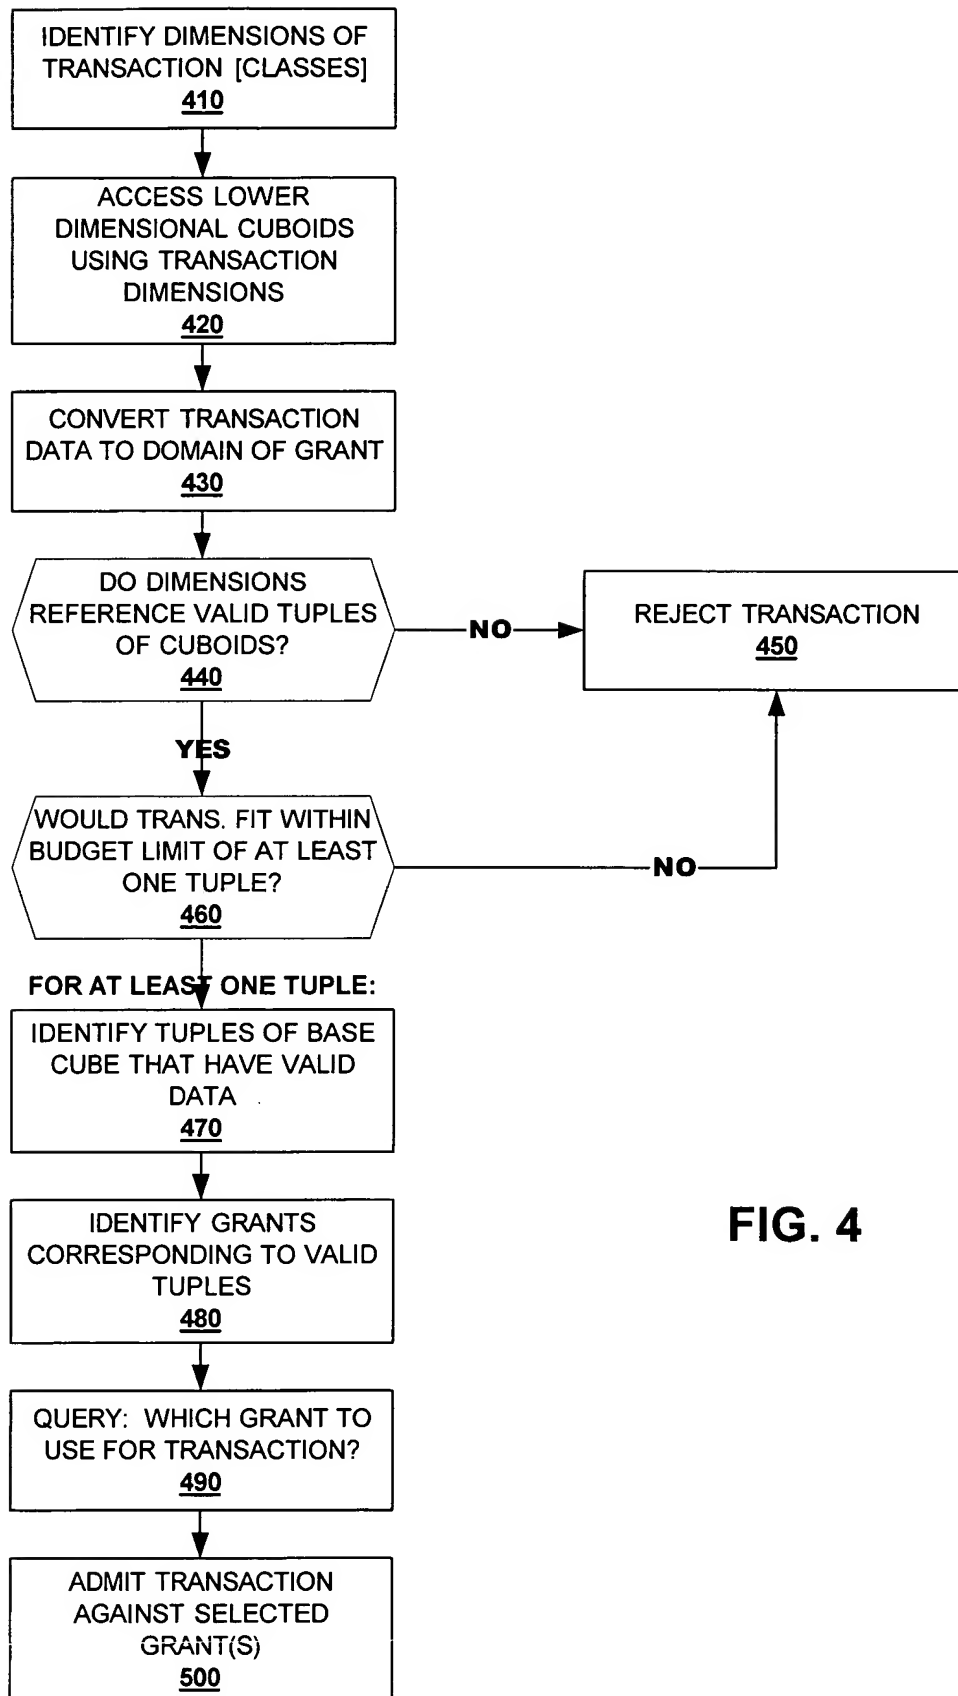 IDENTIFY DIMENSIONS OF
TRANSACTION [CLASSES]
410
ACCESS LOWER
DIMENSIONAL CUBOIDS
USING TRANSACTION
DIMENSIONS
420
CONVERT TRANSACTION
DATA TO DOMAIN OF GRANT
430
DO DIMENSIONS
REFERENCE VALID TUPLES
OF CUBOIDS?
440
NO
REJECT TRANSACTION
450
YES
WOULD TRANS. FIT WITHIN
BUDGET LIMIT OF AT LEAST
ONE TUPLE?
460
NO
FOR AT LEAST ONE TUPLE:
IDENTIFY TUPLES OF BASE
CUBE THAT HAVE VALID
DATA
470
IDENTIFY GRANTS
CORRESPONDING TO VALID
TUPLES
480
FIG. 4
QUERY: WHICH GRANT TO
USE FOR TRANSACTION?
490
ADMIT TRANSACTION
AGAINST SELECTED
GRANT(S)
500